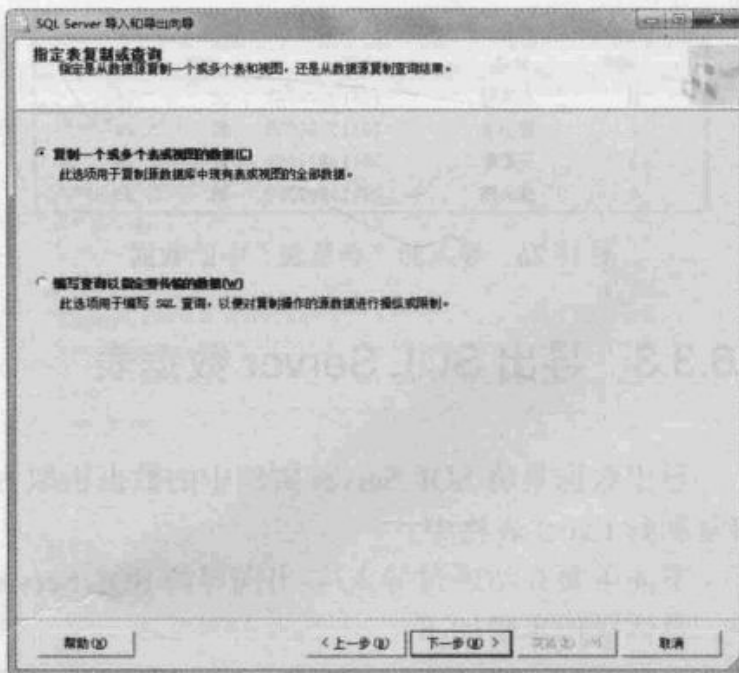 SQL Server 导入和导出向导
指定表复制或查询
指定是从数据源复制一个或多个表和视图，还是从数据源复制查询结果。
复制一个或多个表或视图的数据(C)
此选项用于复制源数据库中现有表或视图的全部数据。
编写查询以指定要传输的数据(W)
此选项用于编写 SQL 查询，以便对复制操作的源数据进行操纵或限制。
帮助(H)
<上一步(B)
下一步(N) >
取消